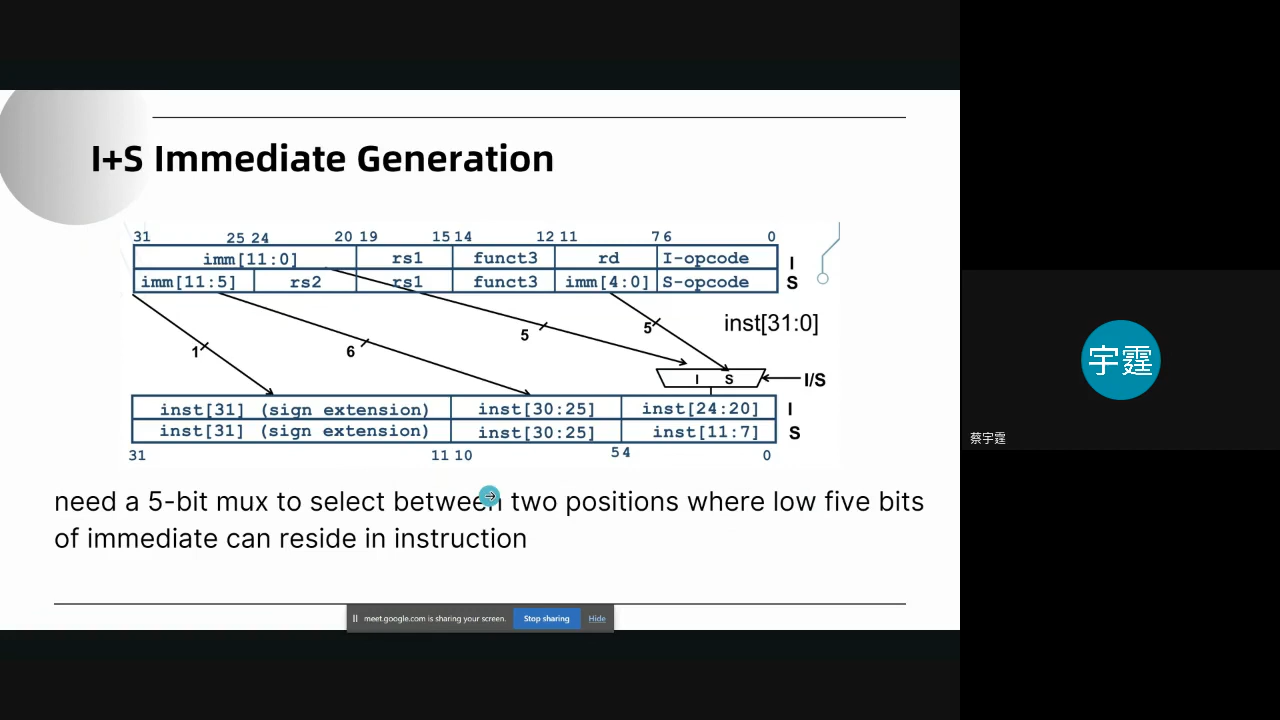 I+S Immediate Generation
31 25 24 20 19 15 14 12 11 7 6 0
imm[11:0] rs1 funct3 rd I-opcode I
imm[11:5] rs2 rs1 funct3 imm[4:0] S-opcode S
inst[31:0]
1 6 5 5
I S I/S
inst[31] (sign extension) inst[30:25] inst[24:20] I
inst[31] (sign extension) inst[30:25] inst[11:7] S
31 11 10 5 4 0
need a 5-bit mux to select between two positions where low five bits
of immediate can reside in instruction
meet.google.com is sharing your screen. Stop sharing Hide
宇霆
蔡宇霆